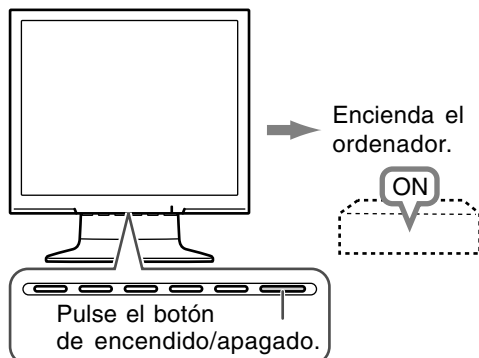 Encienda el
ordenador.
ON
Pulse el botón
de encendido/apagado.